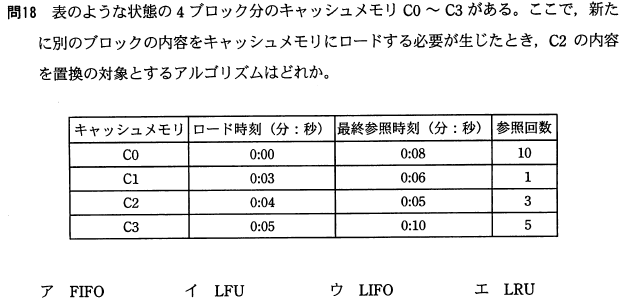 問18 表のような状態の 4 ブロック分のキャッシュメモリ C0 ～ C3 がある。ここで，新た
に別のブロックの内容をキャッシュメモリにロードする必要が生じたとき，C2 の内容
を置換の対象とするアルゴリズムはどれか。
キャッシュメモリ ロード時刻（分：秒） 最終参照時刻（分：秒） 参照回数
C0 0:00 0:08 10
C1 0:03 0:06 1
C2 0:04 0:05 3
C3 0:05 0:10 5
ア FIFO イ LFU ウ LIFO エ LRU